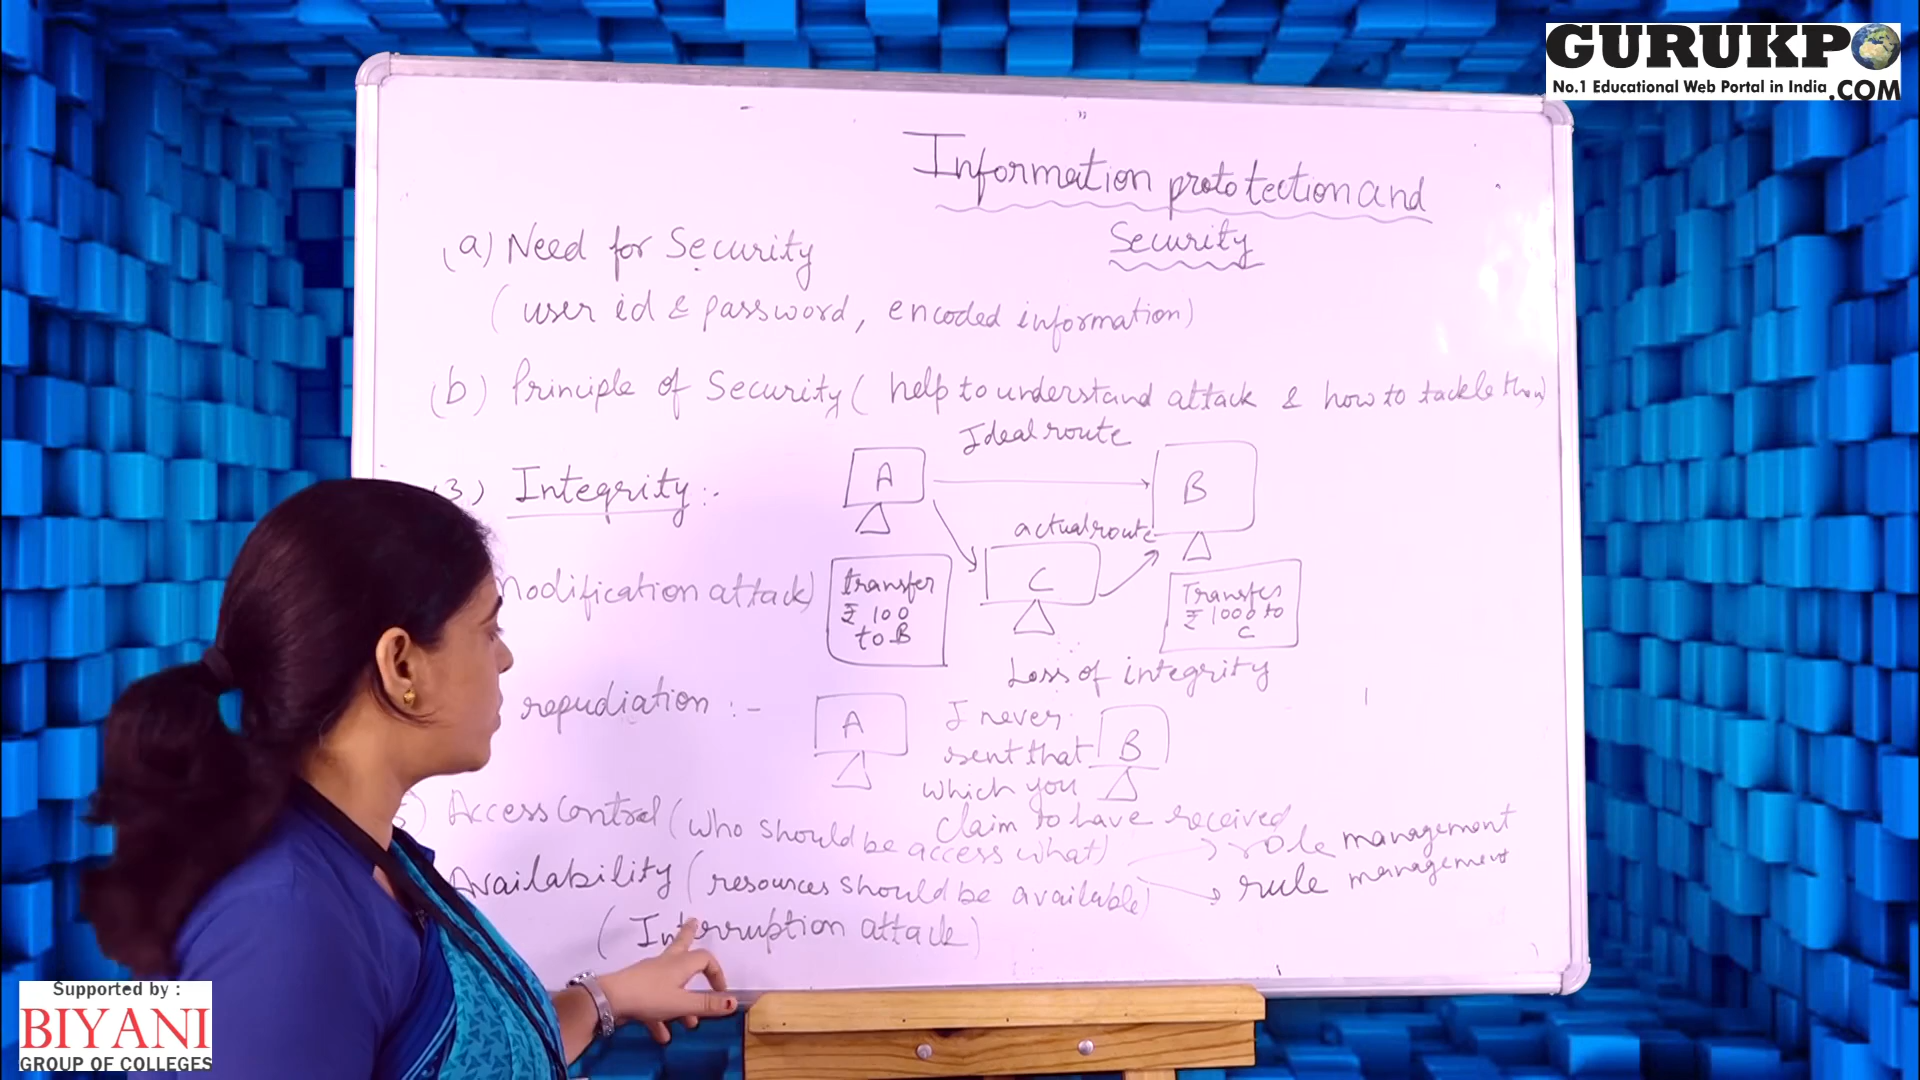 GURUKPO
No.1 Educational Web Portal in India .COM
Information prototection and
Security
(a) Need for Security
(user id & password, encoded information)
(b) Principle of Security (help to understand attack & how to tackle them)
Ideal route
(3) Integrity :-
A
B
actual route
C
Modification attack)
transfer
₹ 100
to B
Transfer
₹ 1000 to
C
Loss of integrity
repudiation :-
A
I never
sent that
which you
claim to have received
B
5) Access Control (who should be access what)
role management
rule management
Availability (resources should be available)
(Interruption attack)
Supported by :
BIYANI
GROUP OF COLLEGES